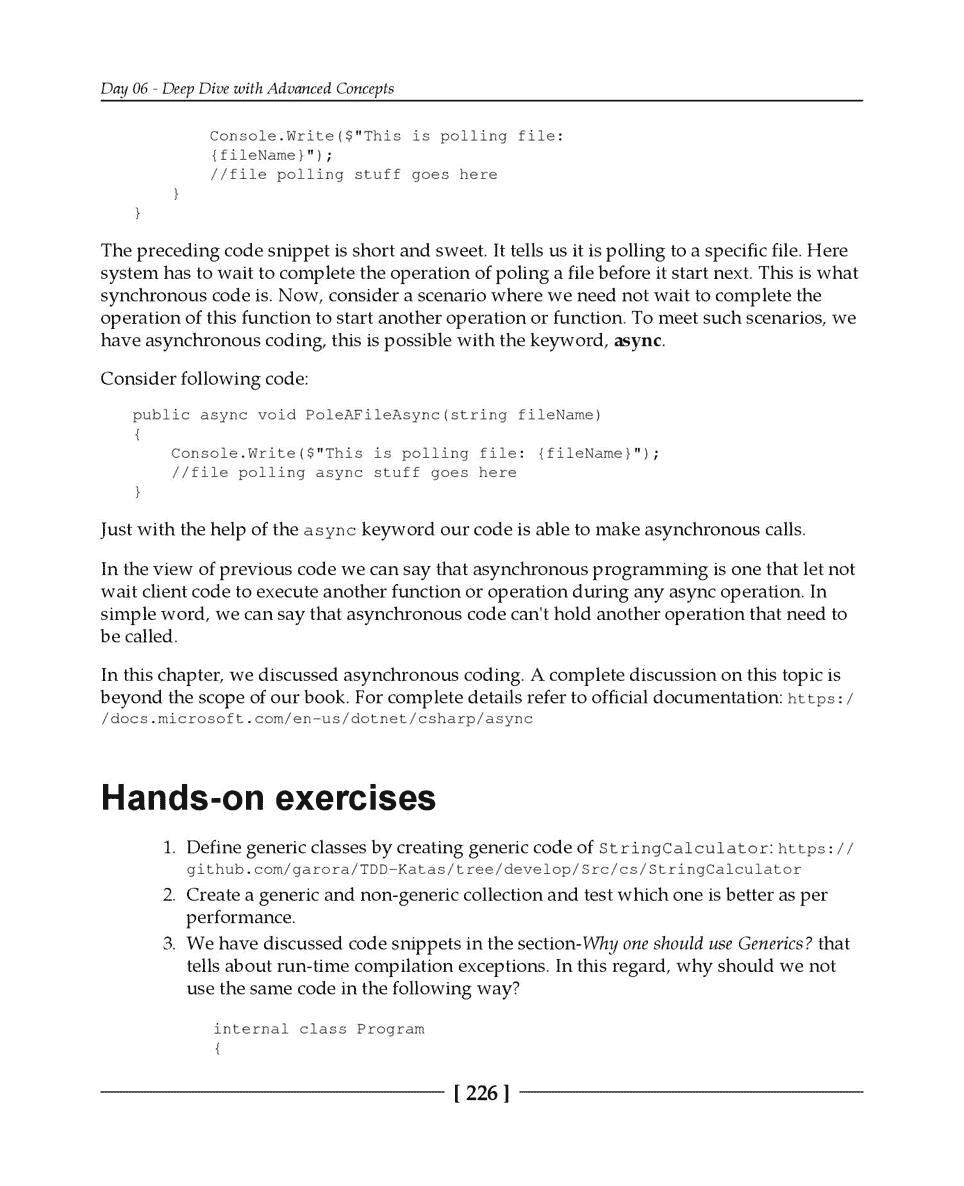 Day 06 - Deep Dive with Advanced Concepts
Console.Write($"This is polling file:
{fileName}");
//file polling stuff goes here
}
}
The preceding code snippet is short and sweet. It tells us it is polling to a specific file. Here
system has to wait to complete the operation of poling a file before it start next. This is what
synchronous code is. Now, consider a scenario where we need not wait to complete the
operation of this function to start another operation or function. To meet such scenarios, we
have asynchronous coding, this is possible with the keyword, async.
Consider following code:
public async void PoleAFileAsync(string fileName)
{
Console.Write($"This is polling file: {fileName}");
//file polling async stuff goes here
}
Just with the help of the async keyword our code is able to make asynchronous calls.
In the view of previous code we can say that asynchronous programming is one that let not
wait client code to execute another function or operation during any async operation. In
simple word, we can say that asynchronous code can't hold another operation that need to
be called.
In this chapter, we discussed asynchronous coding. A complete discussion on this topic is
beyond the scope of our book. For complete details refer to official documentation: https:/
/docs.microsoft.com/en-us/dotnet/csharp/async
Hands-on exercises
1. Define generic classes by creating generic code of StringCalculator: https://
github.com/garora/TDD-Katas/tree/develop/Src/cs/StringCalculator
2. Create a generic and non-generic collection and test which one is better as per
performance.
3. We have discussed code snippets in the section-Why one should use Generics? that
tells about run-time compilation exceptions. In this regard, why should we not
use the same code in the following way?
internal class Program
{
[ 226 ]